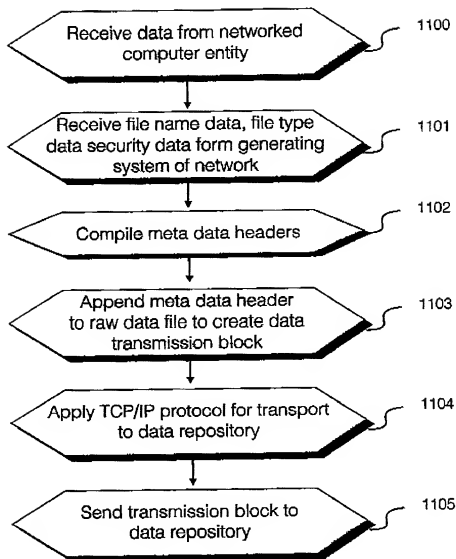 Receive data from networked
computer entity
1100
Receive file name data, file type
data security data form generating
system of network
1101
Compile meta data headers
1102
Append meta data header
to raw data file to create data
transmission block
1103
Apply TCP/IP protocol for transport
to data repository
1104
Send transmission block to
data repository
1105